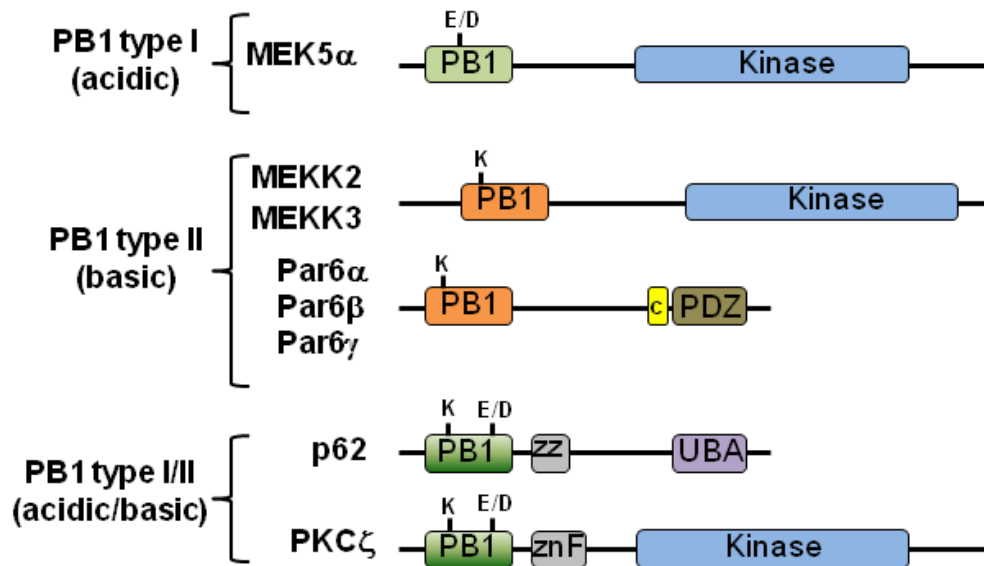 PB1 type I
(acidic)
MEK5α
E/D
PB1
Kinase
PB1 type II
(basic)
MEKK2
MEKK3
K
PB1
Kinase
Par6α
Par6β
Par6γ
K
PB1
c
PDZ
PB1 type I/II
(acidic/basic)
p62
K E/D
PB1
ZZ
UBA
PKCζ
K E/D
PB1
znF
Kinase